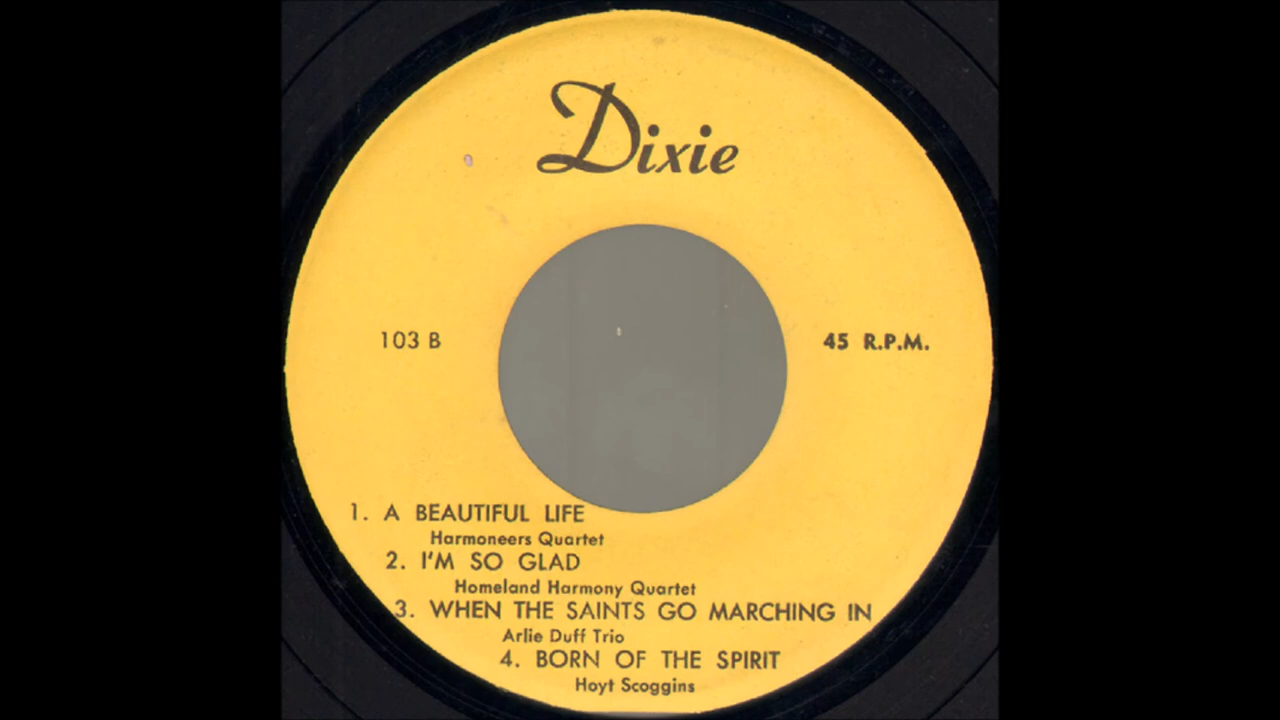 Dixie
103 B
45 R.P.M.
1. A BEAUTIFUL LIFE
Harmoneers Quartet
2. I'M SO GLAD
Homeland Harmony Quartet
3. WHEN THE SAINTS GO MARCHING IN
Arlie Duff Trio
4. BORN OF THE SPIRIT
Hoyt Scoggins